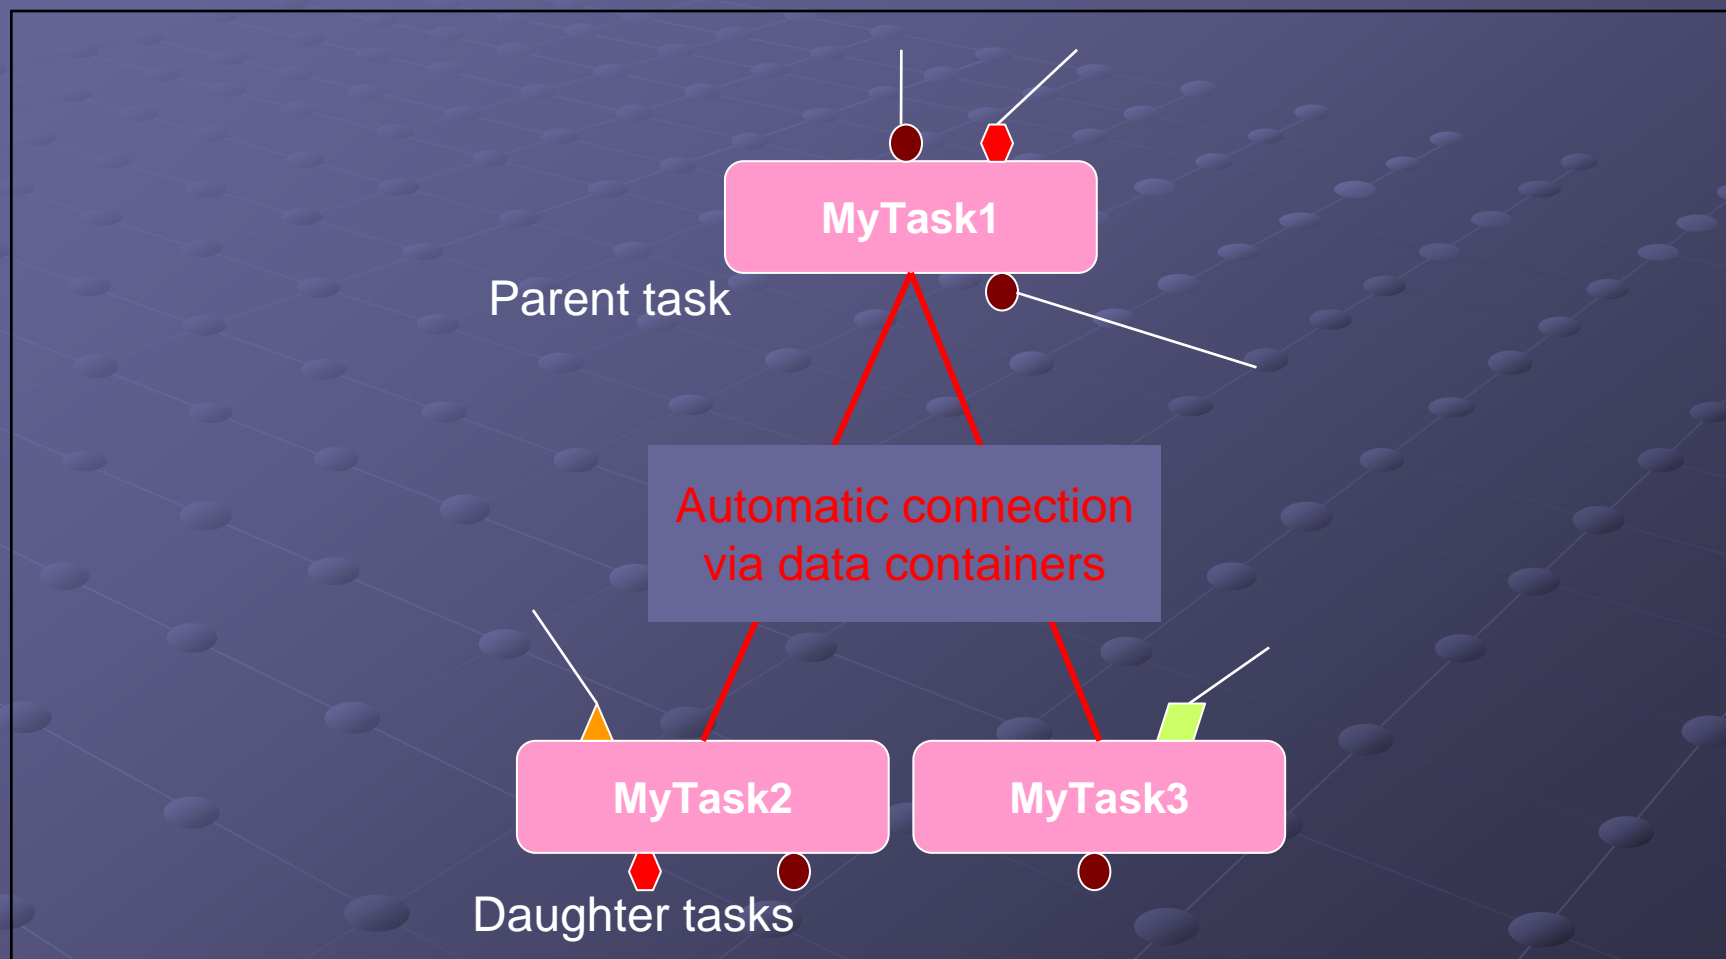 MyTask1
Parent task
Automatic connection
via data containers
MyTask2
MyTask3
Daughter tasks